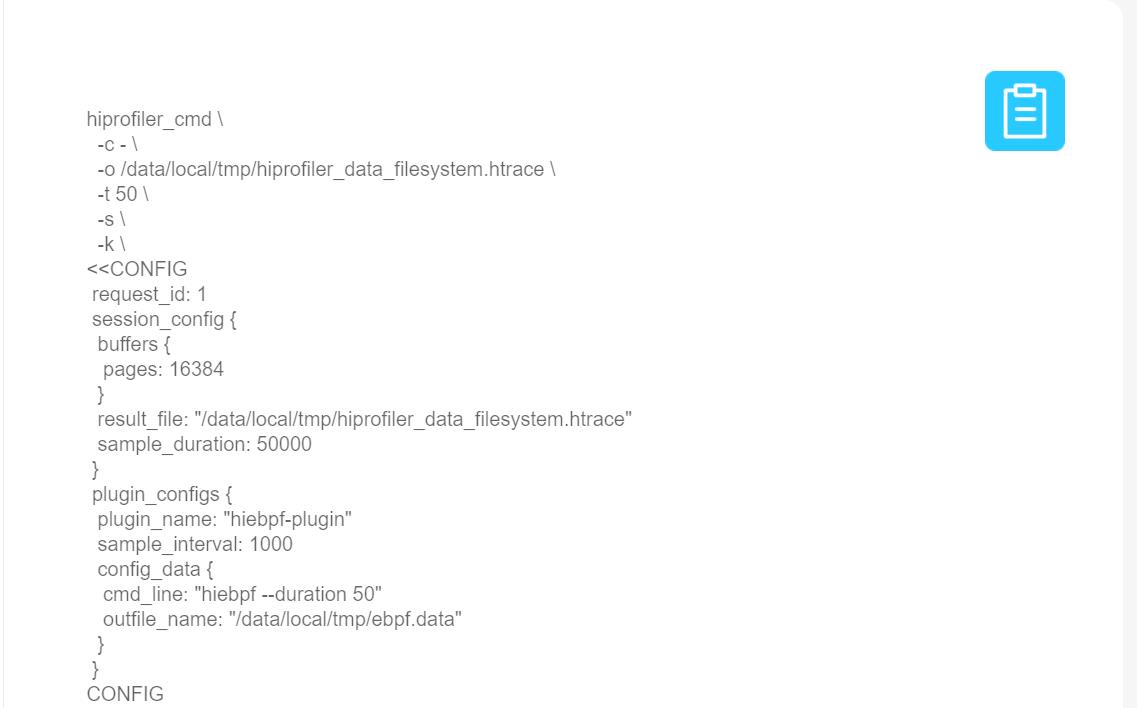 hiprofiler_cmd \
-c - \
-o /data/local/tmp/hiprofiler_data_filesystem.htrace \
-t 50 \
-s \
-k \
<<CONFIG
request_id: 1
session_config {
buffers {
pages: 16384
}
result_file: "/data/local/tmp/hiprofiler_data_filesystem.htrace"
sample_duration: 50000
}
plugin_configs {
plugin_name: "hiebpf-plugin"
sample_interval: 1000
config_data {
cmd_line: "hiebpf --duration 50"
outfile_name: "/data/local/tmp/ebpf.data"
}
}
CONFIG